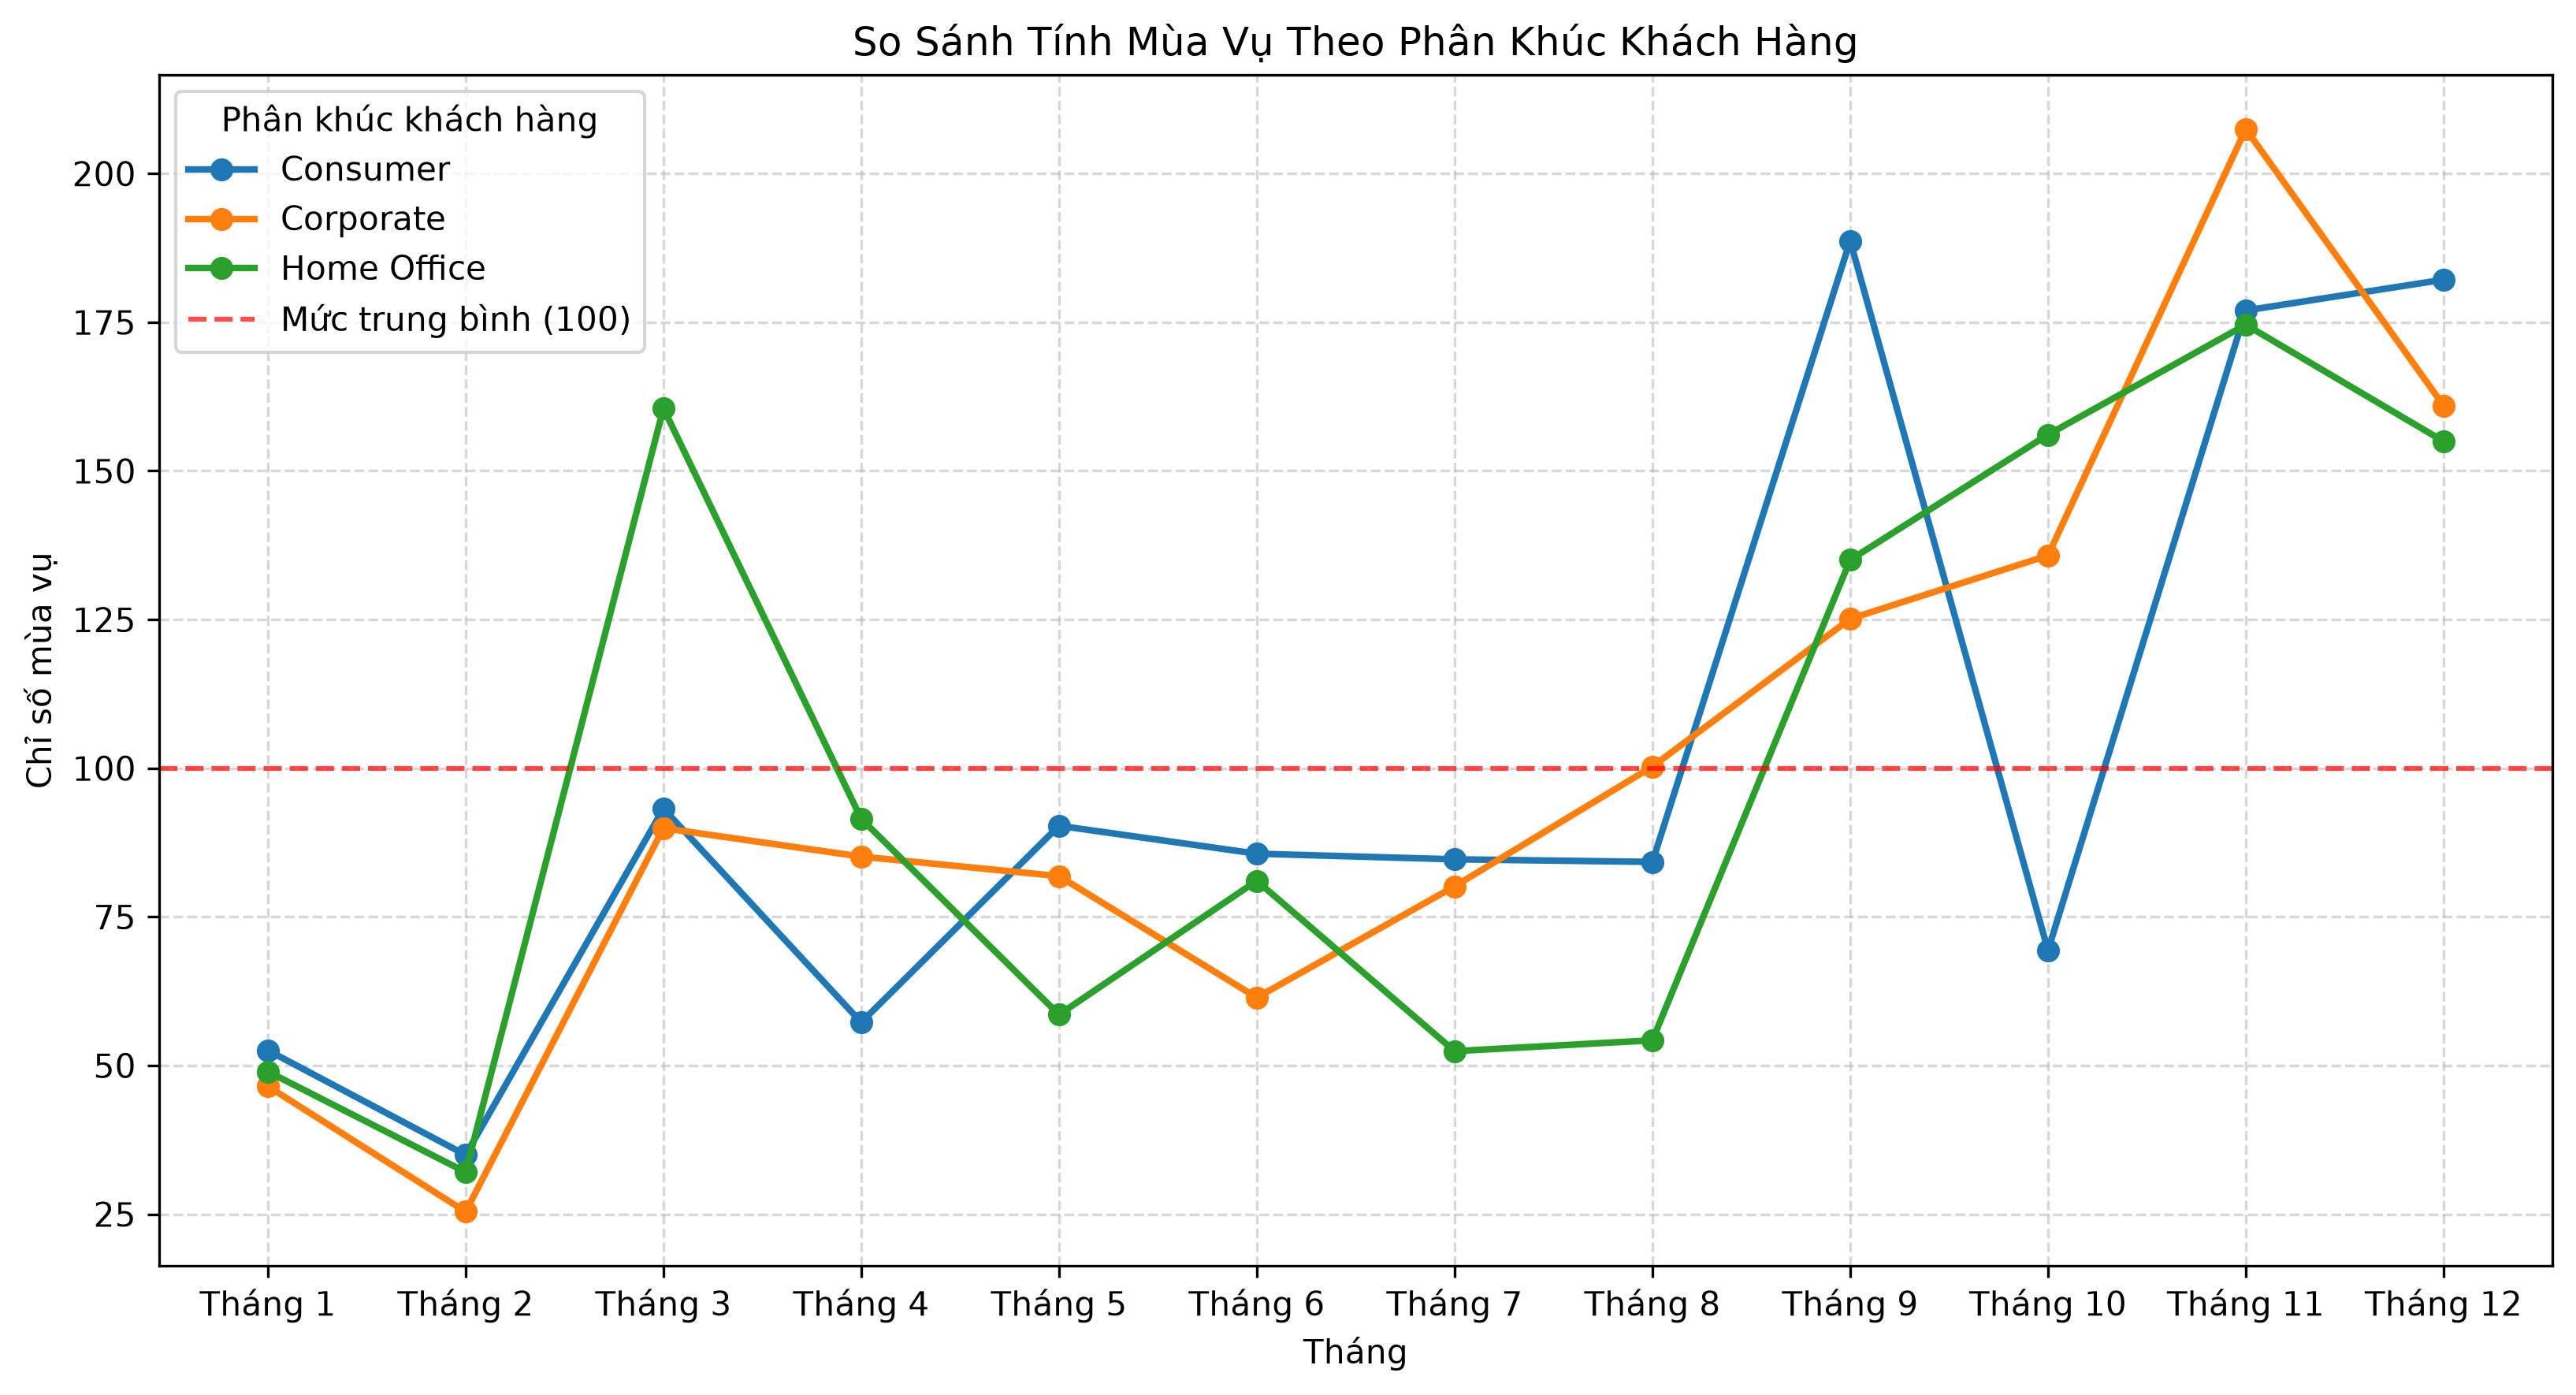 So Sánh Tính Mùa Vụ Theo Phân Khúc Khách Hàng
Phân khúc khách hàng
Consumer
Corporate
Home Office
Mức trung bình (100)
Chỉ số mùa vụ
200
175
150
125
100
75
50
25
Tháng 1 Tháng 2 Tháng 3 Tháng 4 Tháng 5 Tháng 6 Tháng 7 Tháng 8 Tháng 9 Tháng 10 Tháng 11 Tháng 12
Tháng